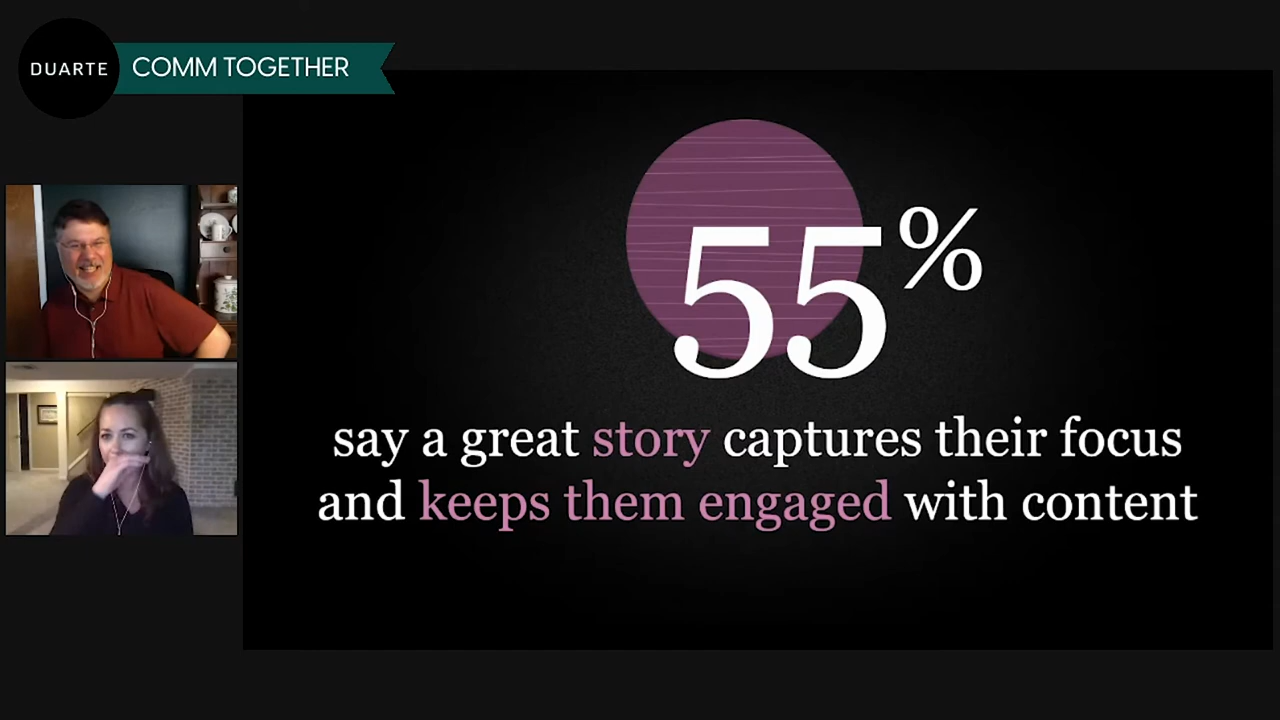 DUARTE
COMM TOGETHER
55%
say a great story captures their focus
and keeps them engaged with content